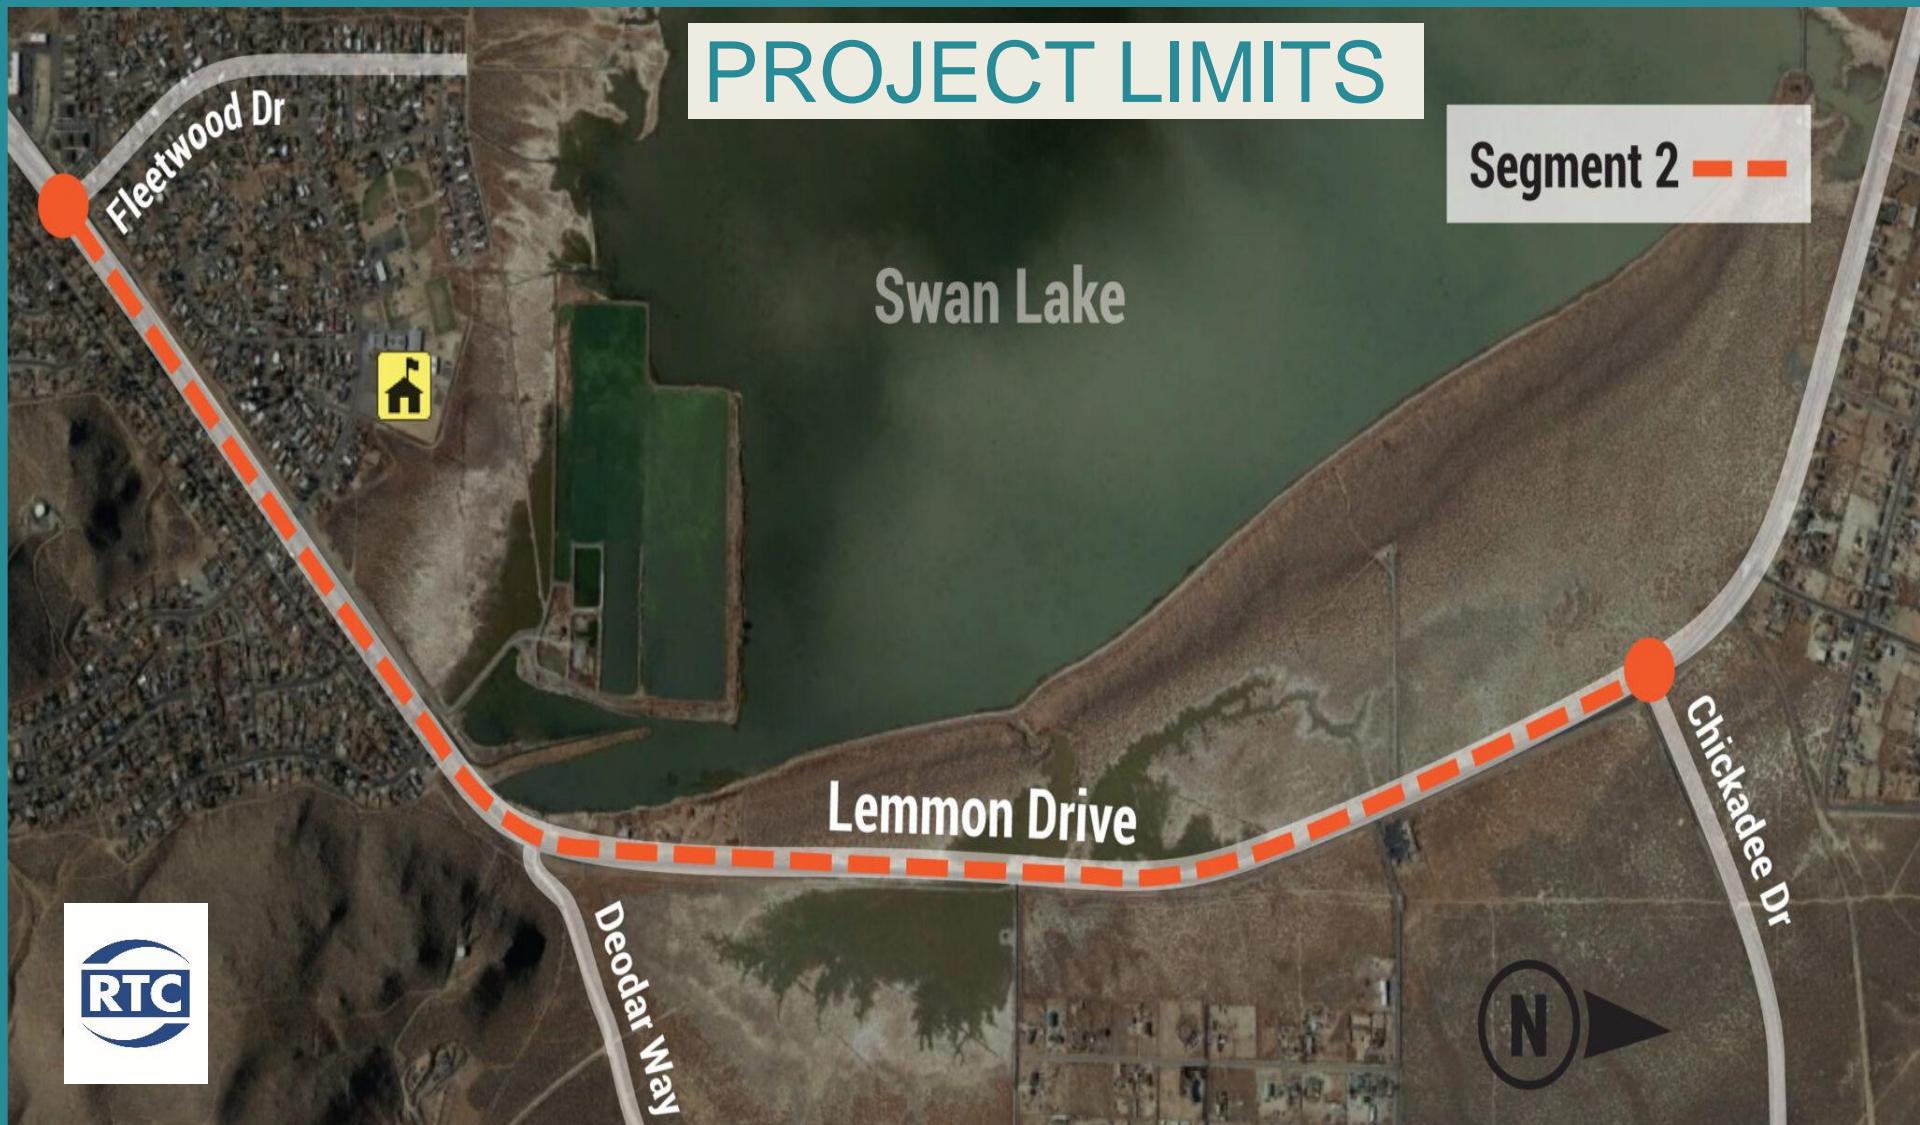 PROJECT LIMITS
Fleetwood Dr
Segment 2
Swan Lake
Lemmon Drive
Chickadee Dr
Deodar Way
RTC
N